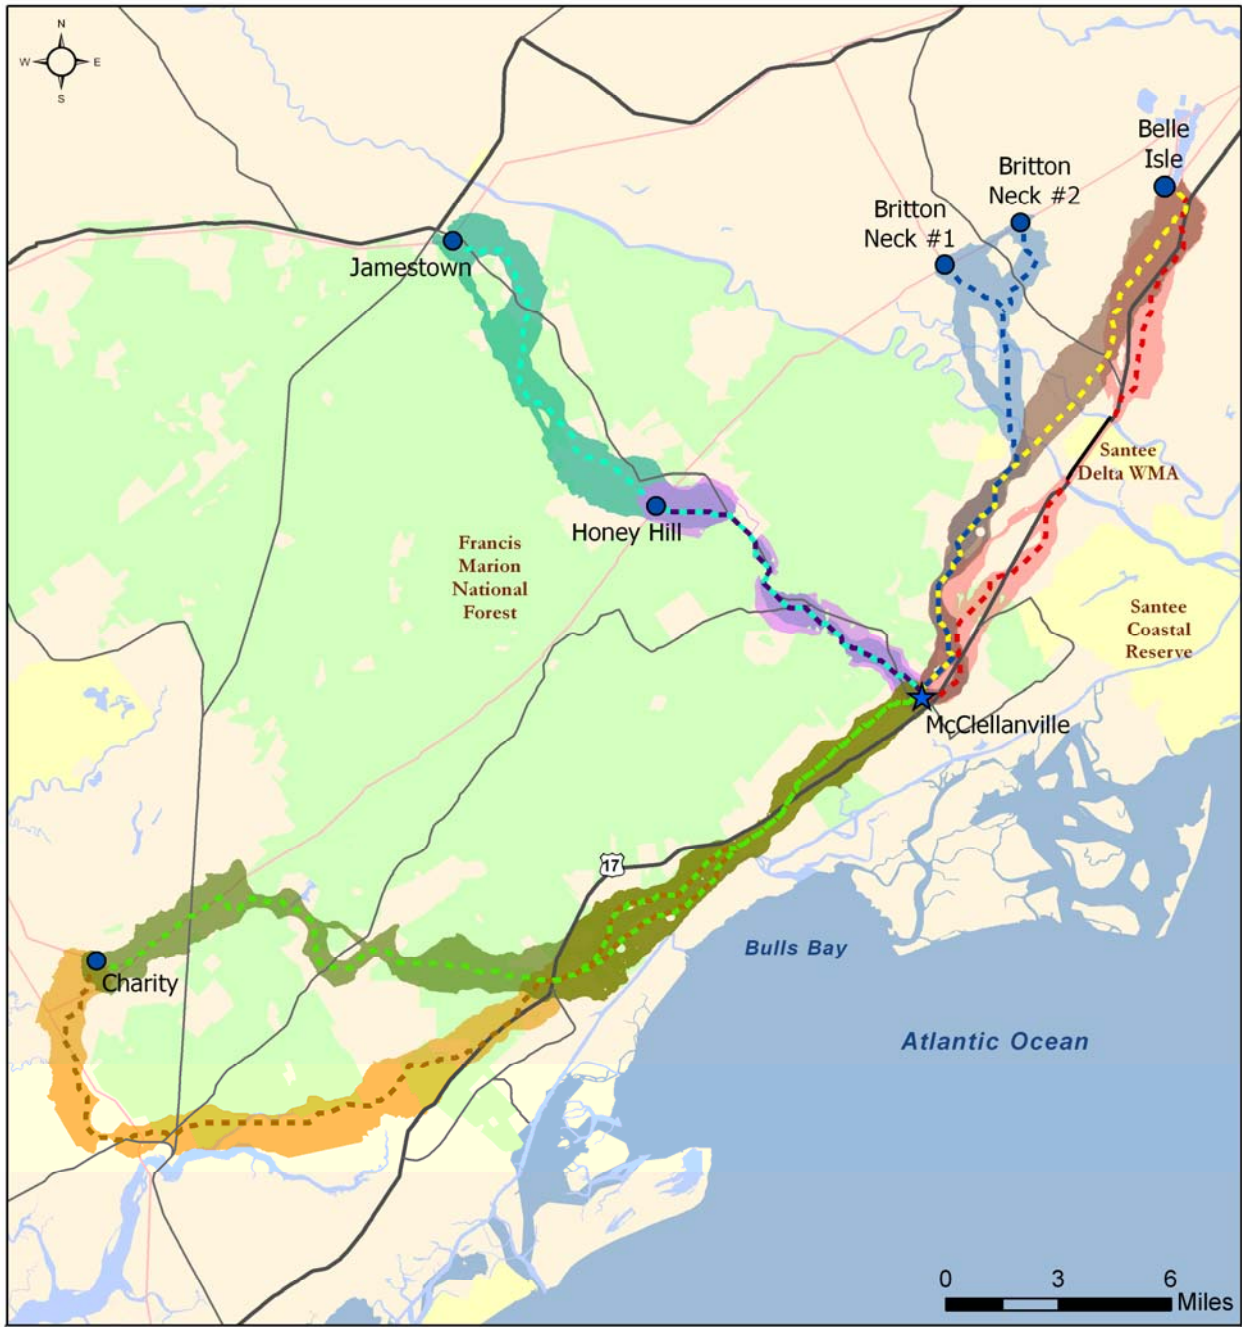 N
W E
S
Belle
Isle
Britton
Neck #2
Britton
Neck #1
Jamestown
Santee
Delta WMA
Honey Hill
Francis
Marion
National
Forest
Santee
Coastal
Reserve
McClellanville
17
Bulls Bay
Charity
Atlantic Ocean
0 3 6
Miles